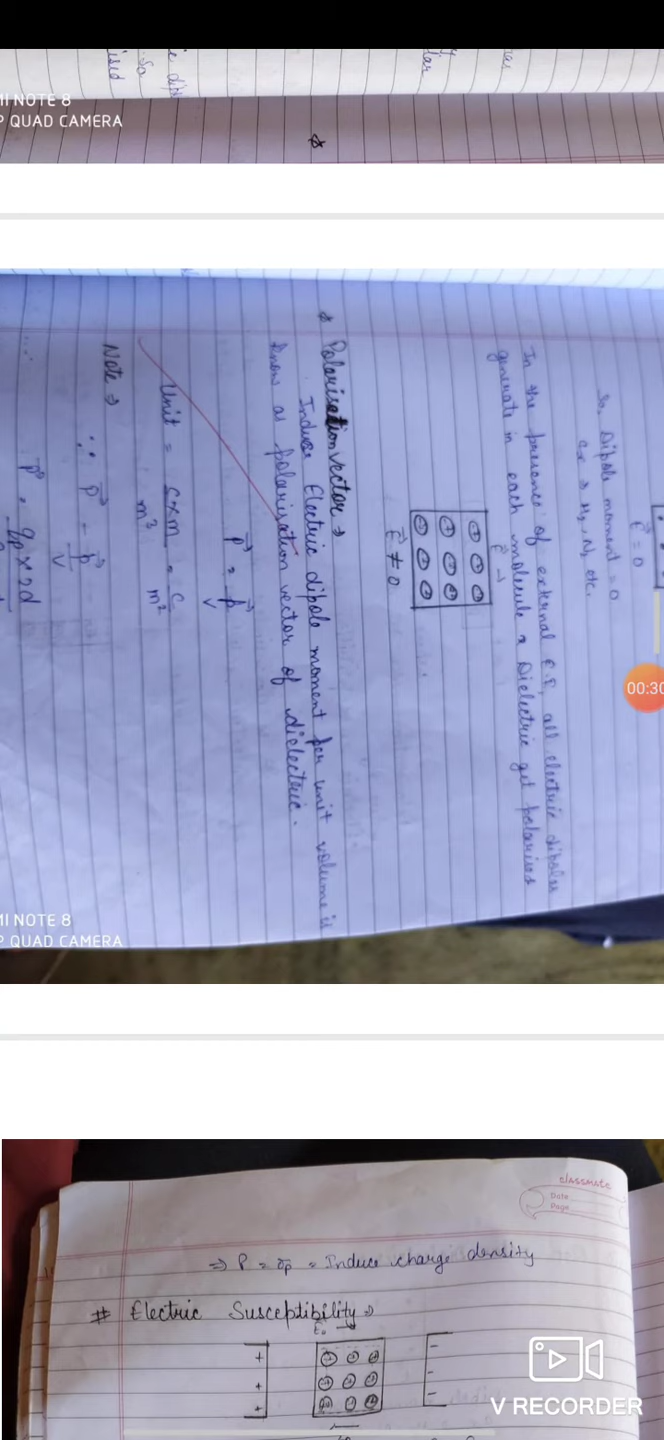 MI NOTE 8
QUAD CAMERA
E = 0
So, Dipole moment = 0
Ex → H2, N2 etc.
In the presence of external E.F, all electric dipoles
generate in each molecule & Dielectric get polarised
E →
E ≠ 0
* Polarisation vector →
Induce Electric dipole moment per unit volume is
know as polarisation vector of dielectric.
P = p
V
Unit = C×m = C
m3 m2
Note →
∵ P = p
V
P = qp × 2d
00:30
MI NOTE 8
QUAD CAMERA
classmate
Date
Page
⇒ P = σp = Induce charge density
# Electric Susceptibility →
E0 →
V RECORDER